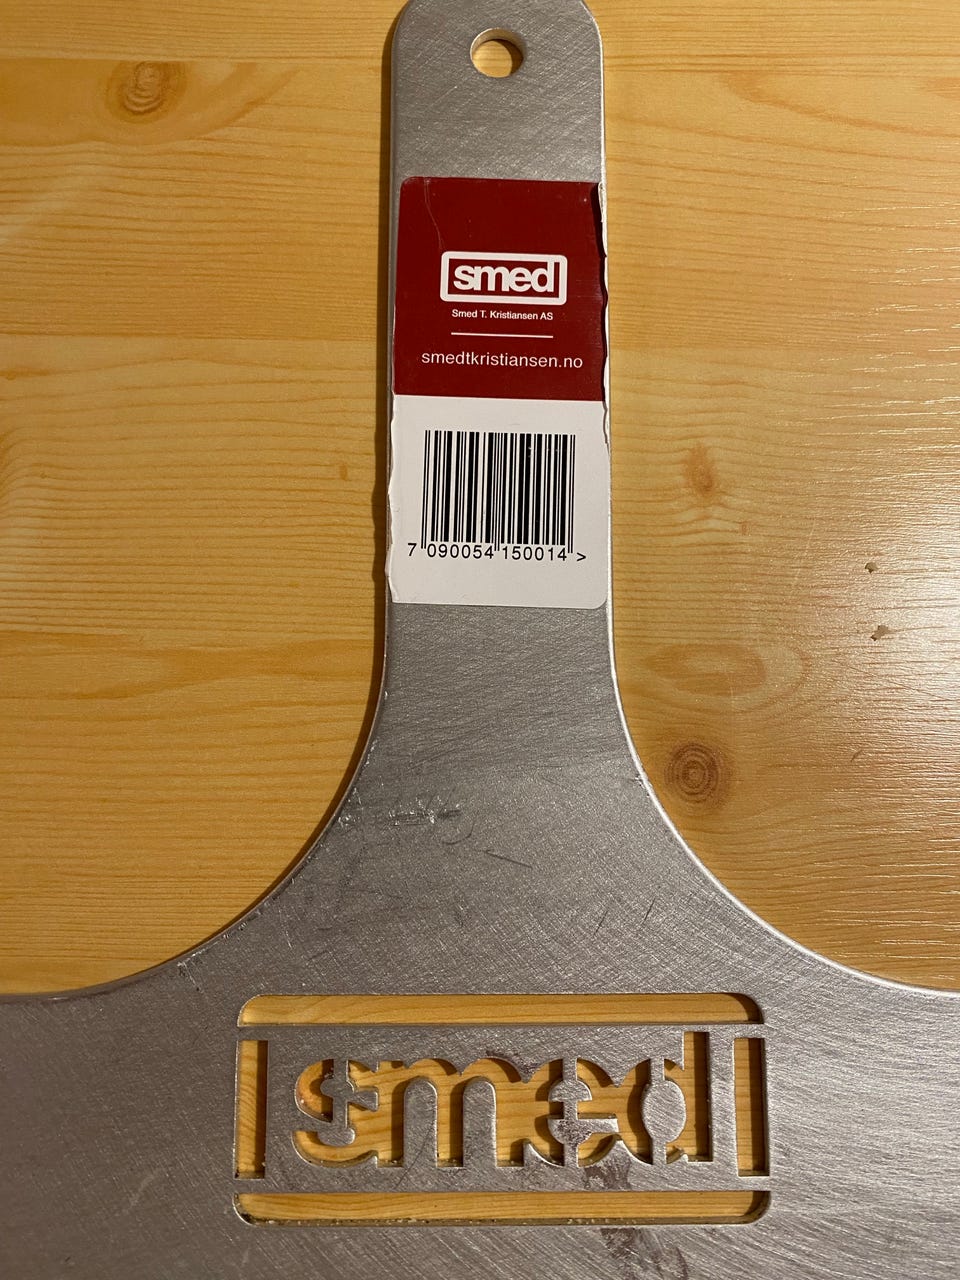 smed
Smed T. Kristiansen AS
smedtkristiansen.no
7 090054 150014 >
smed